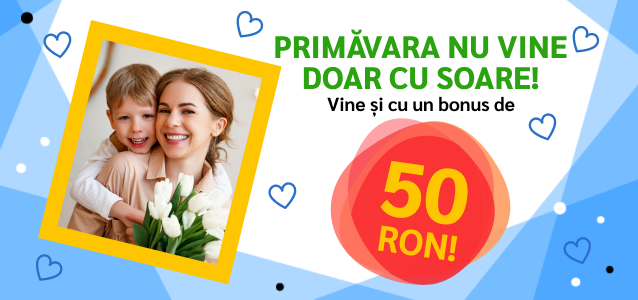 PRIMĂVARA NU VINE
DOAR CU SOARE!
Vine și cu un bonus de
50
RON!